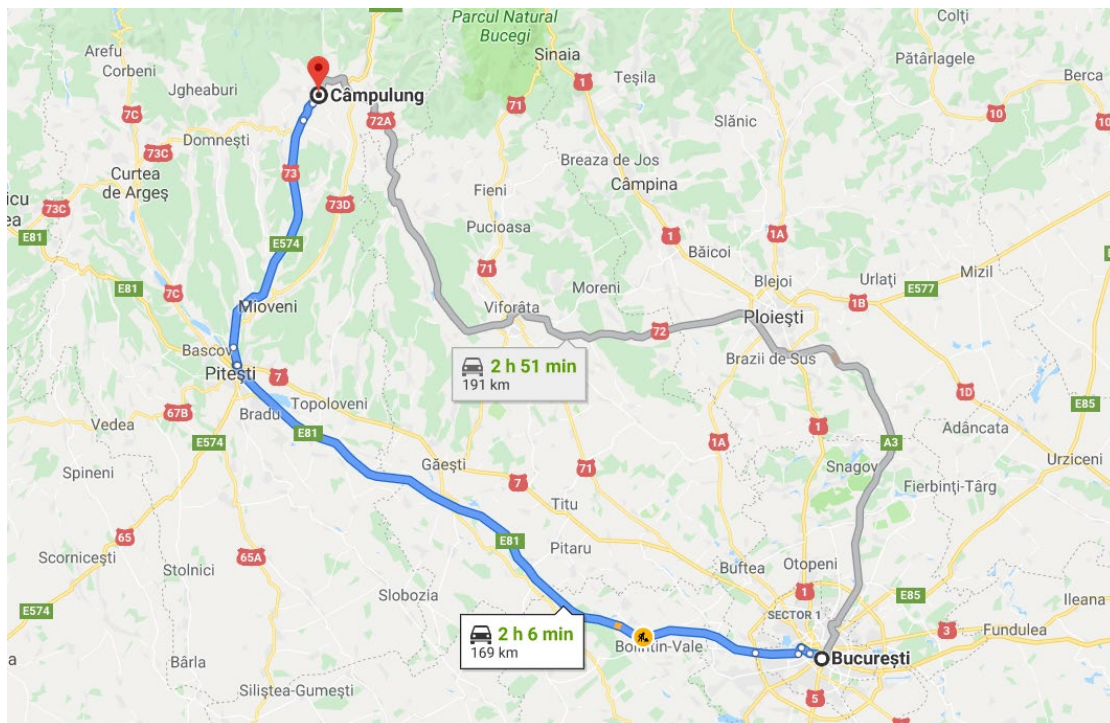 Parcul Natural
Bucegi
Colți
Arefu
Corbeni
Sinaia
Pătârlagele
Teșila
1
Berca
Jgheaburi
Câmpulung
7C
71
10
10
72A
Slănic
Domnești
73C
Breaza de Jos
Curtea
de Argeș
73
Câmpina
Fieni
73D
73C
Pucioasa
1A
E81
1
E574
Băicoi
Mizil
71
Blejoi
Urlați
E577
E81
7C
Moreni
1B
Mioveni
Viforâta
Ploiești
72
Bascov
Brazii de Sus
2 h 51 min
191 km
Pitești
7
1D
Topoloveni
E85
67B
Bradu
Vedea
1
Adâncata
E81
E574
1A
A3
Găești
71
Snagov
Urziceni
Spineni
7
Fierbinți-Târg
Titu
65
E81
Pitaru
Scornicești
65A
Stolnici
Buftea
Otopeni
Slobozia
1
E85
Ileana
E574
SECTOR 1
2 h 6 min
169 km
3
Fundulea
Bolintin-Vale
București
Bârla
Siliștea-Gumești
5